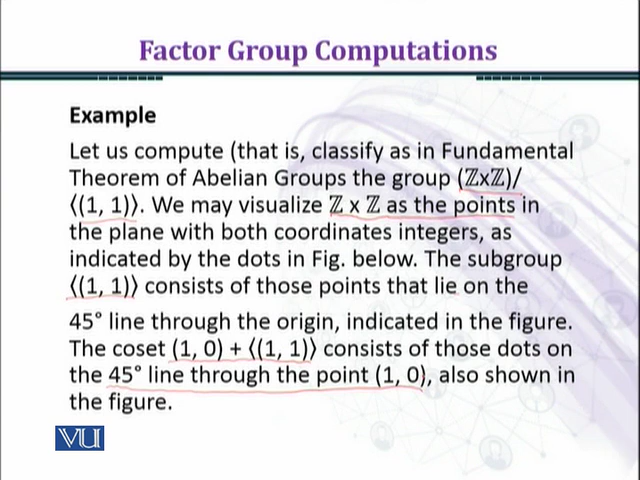 Factor Group Computations
Example
Let us compute (that is, classify as in Fundamental
Theorem of Abelian Groups the group (ℤxℤ)/
⟨(1, 1)⟩. We may visualize ℤ x ℤ as the points in
the plane with both coordinates integers, as
indicated by the dots in Fig. below. The subgroup
⟨(1, 1)⟩ consists of those points that lie on the
45° line through the origin, indicated in the figure.
The coset (1, 0) + ⟨(1, 1)⟩ consists of those dots on
the 45° line through the point (1, 0), also shown in
the figure.
VU